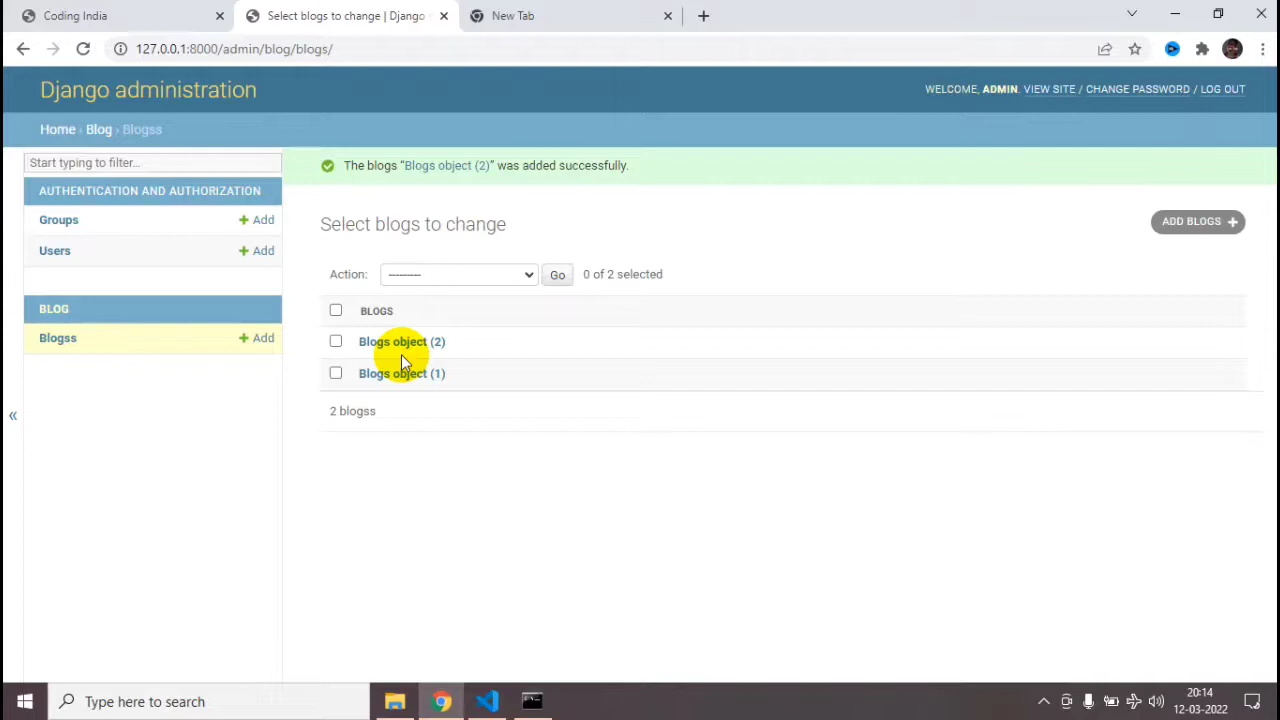 Coding India
Select blogs to change | Django
New Tab
127.0.0.1:8000/admin/blog/blogs/
Django administration
WELCOME, ADMIN. VIEW SITE / CHANGE PASSWORD / LOG OUT
Home › Blog › Blogss
Start typing to filter...
The blogs “Blogs object (2)” was added successfully.
AUTHENTICATION AND AUTHORIZATION
Groups + Add
Users + Add
BLOG
Blogss + Add
Select blogs to change
ADD BLOGS +
Action: --------- Go 0 of 2 selected
BLOGS
Blogs object (2)
Blogs object (1)
2 blogss
«
Type here to search
20:14
12-03-2022